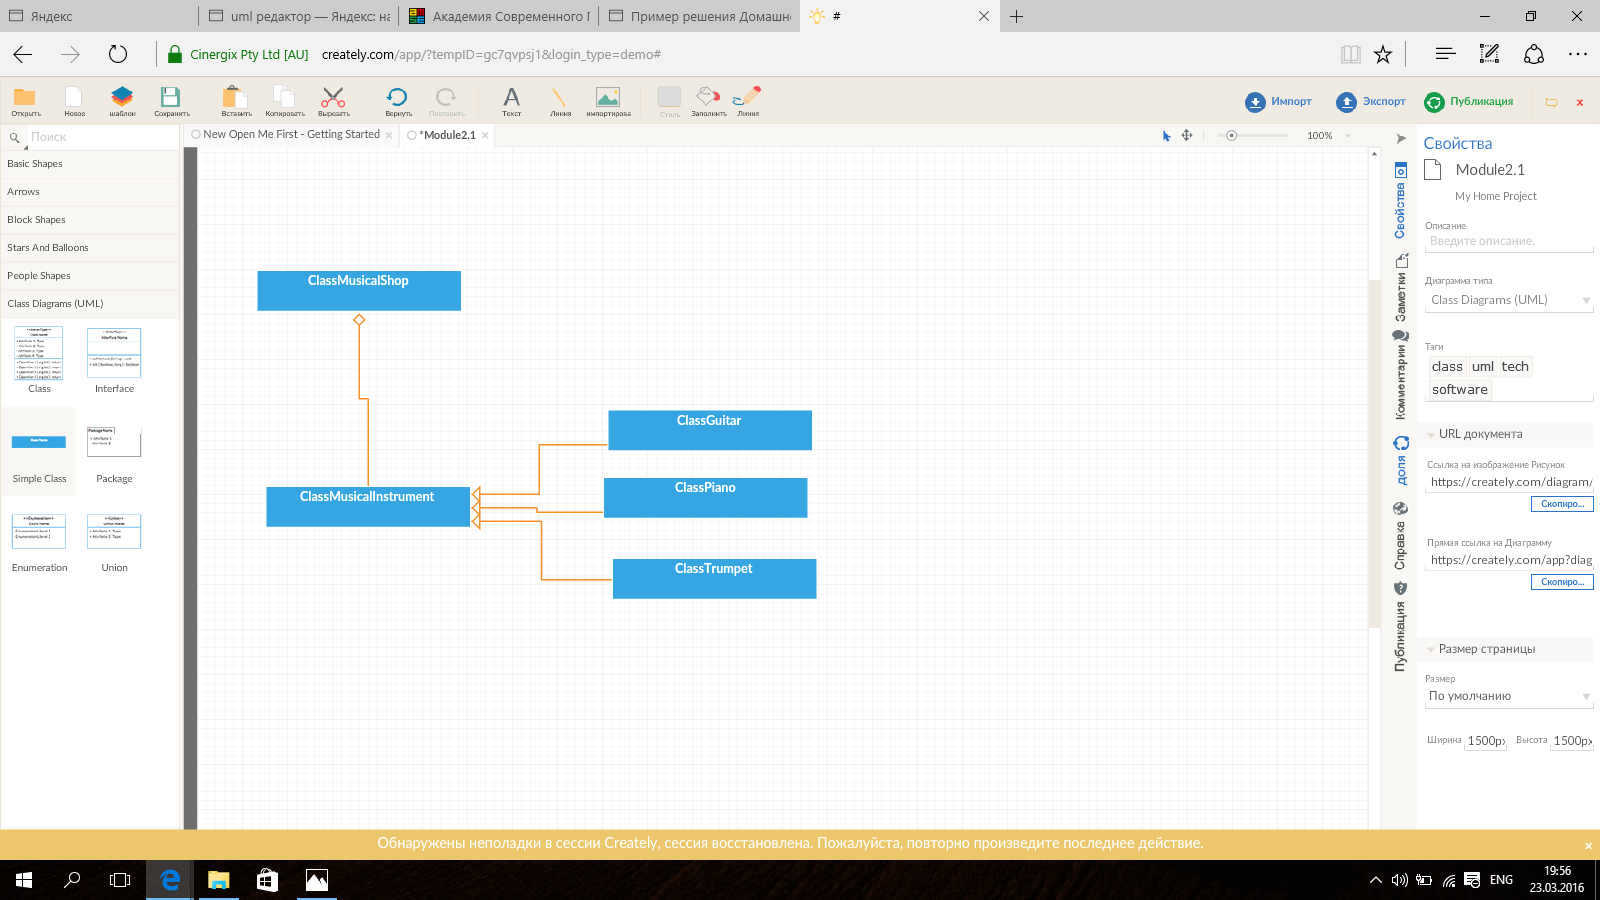 Яндекс
uml редактор — Яндекс: на
Академия Современного П
Пример решения Домашне
#
Cinergix Pty Ltd [AU]
creately.com/app/?tempID=gc7qvpsj1&login_type=demo#
Открыть
Новое
шаблон
Сохранить
Вставить
Копировать
Вырезать
Вернуть
Повторить
Текст
Линия
импортирова
Стиль
Заполнить
Линия
Импорт
Экспорт
Публикация
Поиск
New Open Me First - Getting Started
*Module2.1
100%
Basic Shapes
Arrows
Block Shapes
Stars And Balloons
People Shapes
Class Diagrams (UML)
Class
Interface
Simple Class
Package
Enumeration
Union
ClassMusicalShop
ClassMusicalInstrument
ClassGuitar
ClassPiano
ClassTrumpet
Свойства
Заметки
Комментарии
доля
Справка
Публикация
Свойства
Module2.1
My Home Project
Описание
Введите описание.
Диаграмма типа
Class Diagrams (UML)
Тэги
class uml tech
software
URL документа
Ссылка на изображение Рисунок
https://creately.com/diagram/
Скопиро...
Прямая ссылка на Диаграмму
https://creately.com/app?diag
Скопиро...
Размер страницы
Размер
По умолчанию
Ширина 1500px Высота 1500px
Обнаружены неполадки в сессии Creately, сессия восстановлена. Пожалуйста, повторно произведите последнее действие.
ENG
19:56
23.03.2016